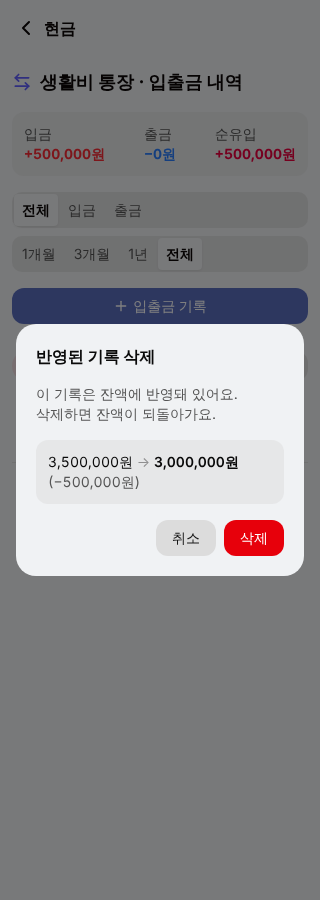 현금
생활비 통장 · 입출금 내역
입금 출금 순유입
+500,000원 −0원 +500,000원
전체 입금 출금
1개월 3개월 1년 전체
+ 입출금 기록
반영된 기록 삭제
이 기록은 잔액에 반영돼 있어요.
삭제하면 잔액이 되돌아가요.
3,500,000원 → 3,000,000원
(−500,000원)
취소 삭제